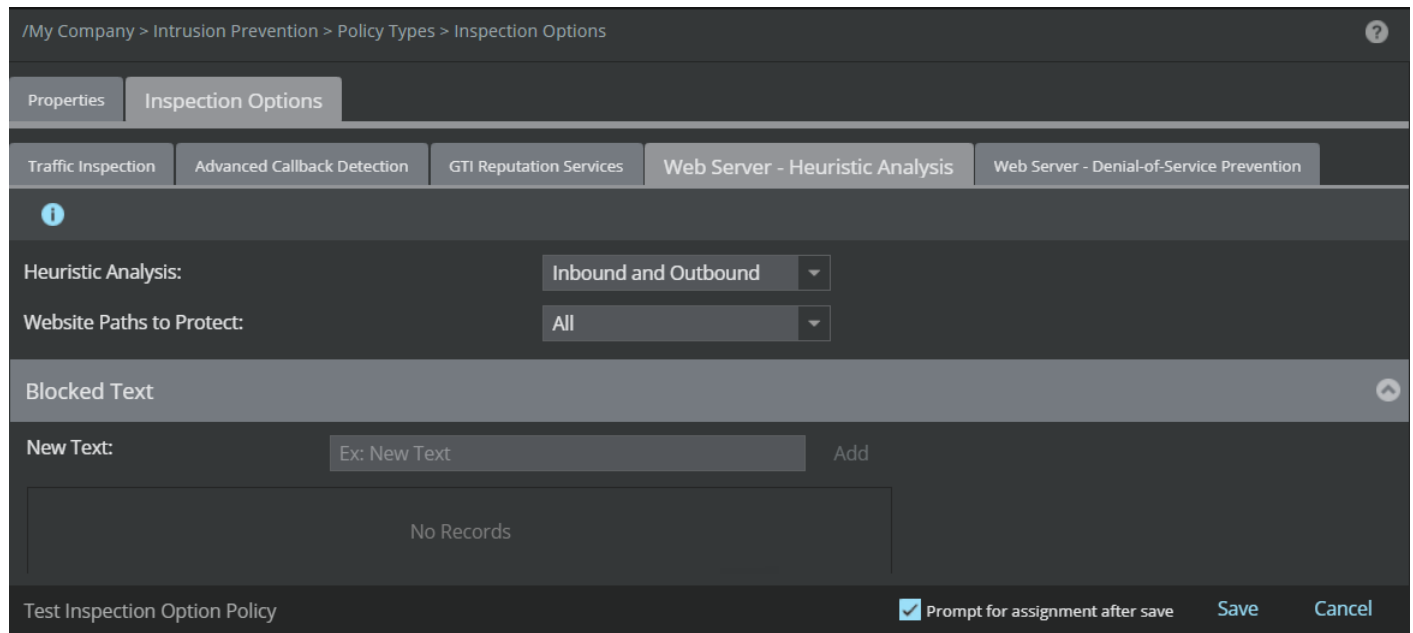 /My Company > Intrusion Prevention > Policy Types > Inspection Options
Properties
Inspection Options
Traffic Inspection
Advanced Callback Detection
GTI Reputation Services
Web Server - Heuristic Analysis
Web Server - Denial-of-Service Prevention
Heuristic Analysis:
Inbound and Outbound
Website Paths to Protect:
All
Blocked Text
New Text:
Ex: New Text
Add
No Records
Test Inspection Option Policy
Prompt for assignment after save
Save
Cancel